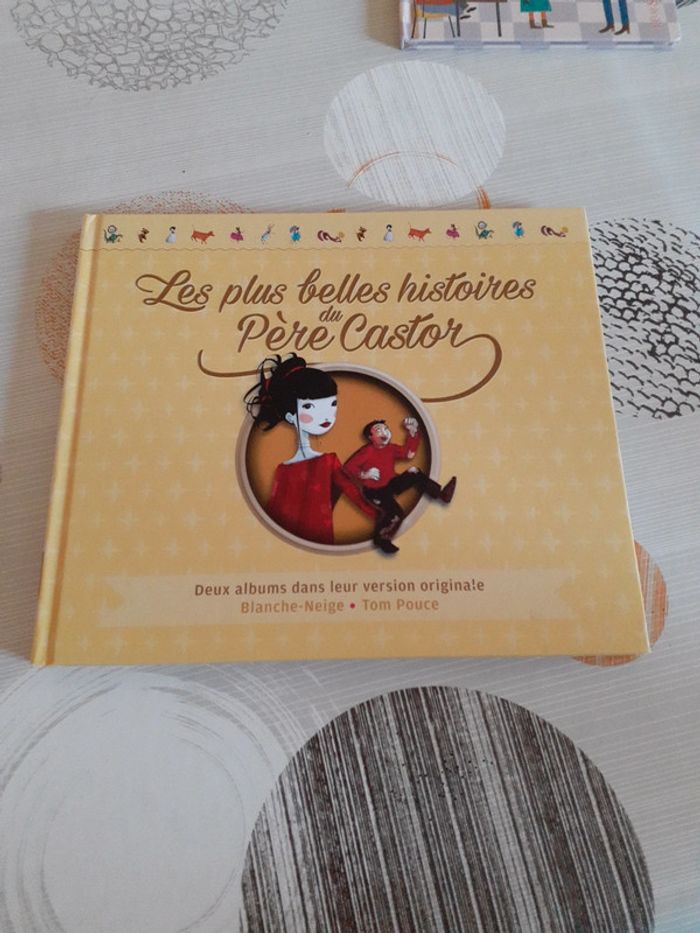 Les plus belles histoires
du
Père Castor
Deux albums dans leur version originale
Blanche-Neige • Tom Pouce